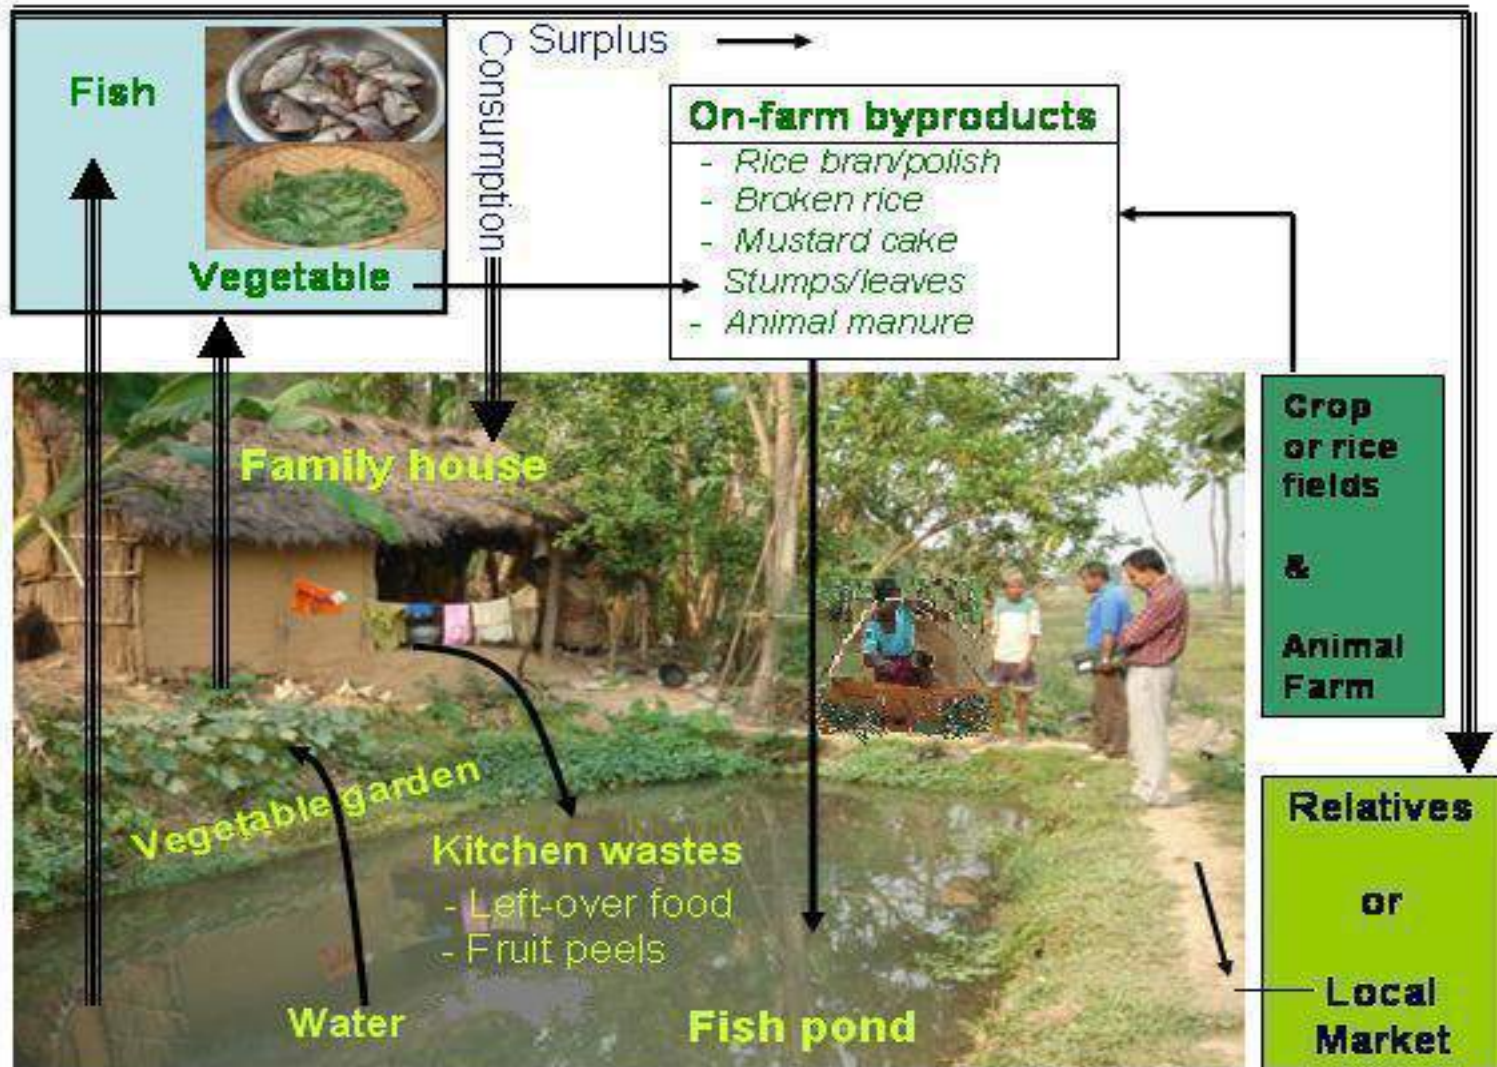 Fish
Vegetable
Consumption
Surplus
On-farm byproducts
- Rice bran/polish
- Broken rice
- Mustard cake
Stumps/leaves
- Animal manure
Crop
or rice
fields
&
Animal
Farm
Family house
Vegetable garden
Kitchen wastes
- Left-over food
- Fruit peels
Water
Fish pond
Relatives
or
Local
Market